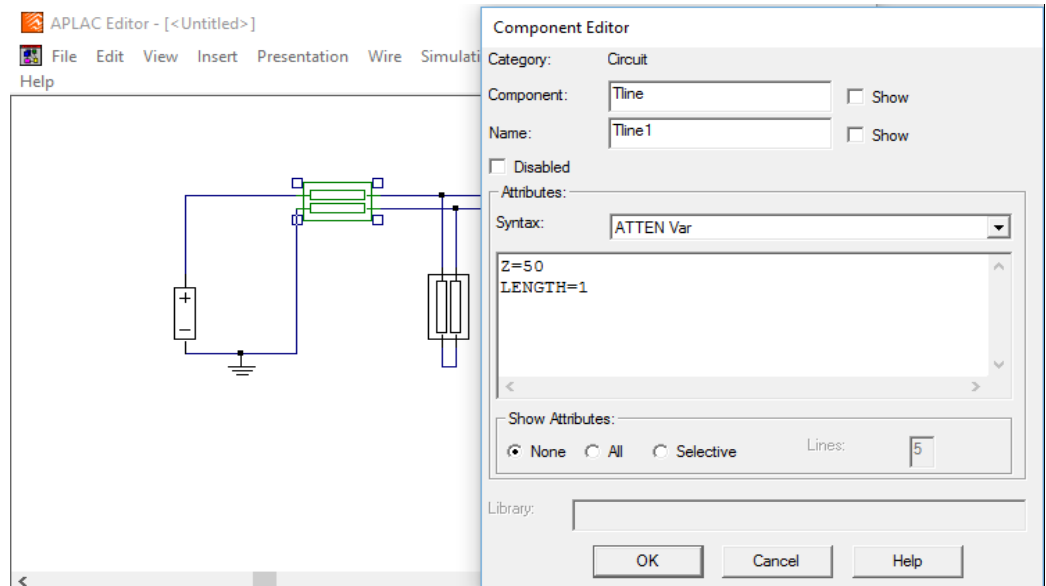 APLAC Editor - [<Untitled>]
File Edit View Insert Presentation Wire Simulati
Help
Component Editor
Category: Circuit
Component: Tline Show
Name: Tline1 Show
Disabled
Attributes:
Syntax: ATTEN Var
Z=50
LENGTH=1
Show Attributes:
None All Selective Lines: 5
Library:
OK Cancel Help